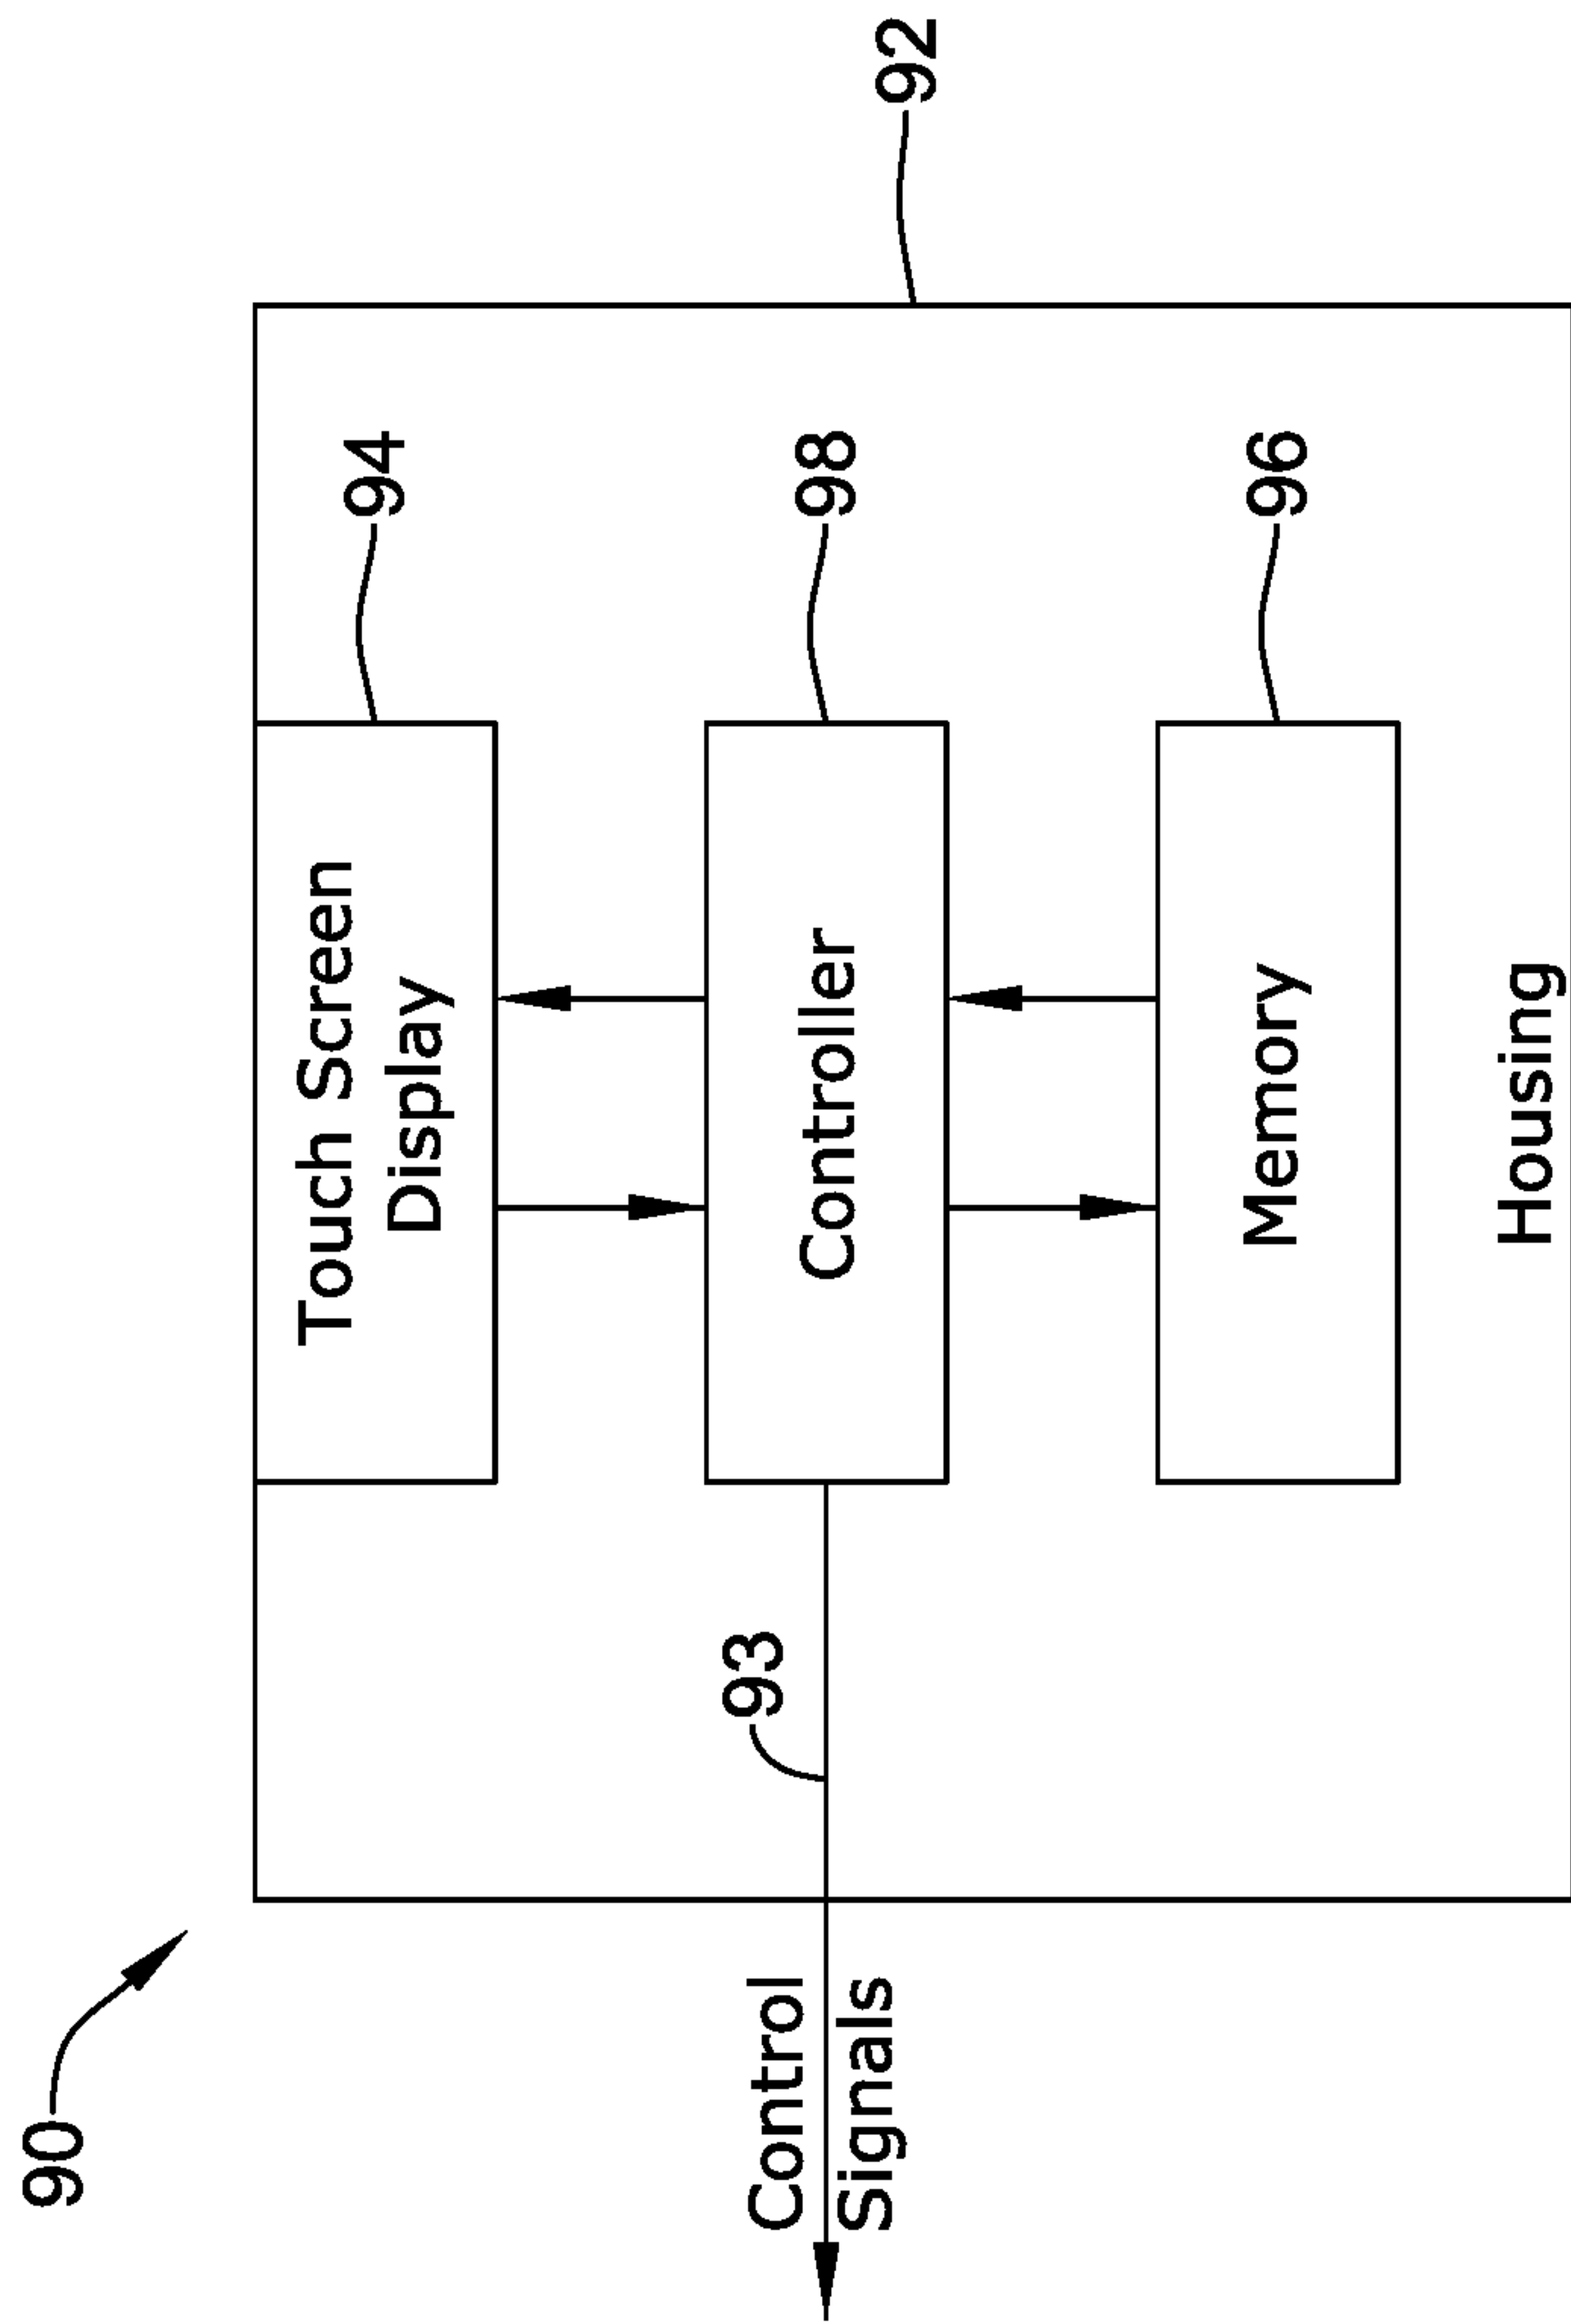 90
92
Touch Screen
Display
94
93
Controller
98
Control
Signals
Memory
96
Housing